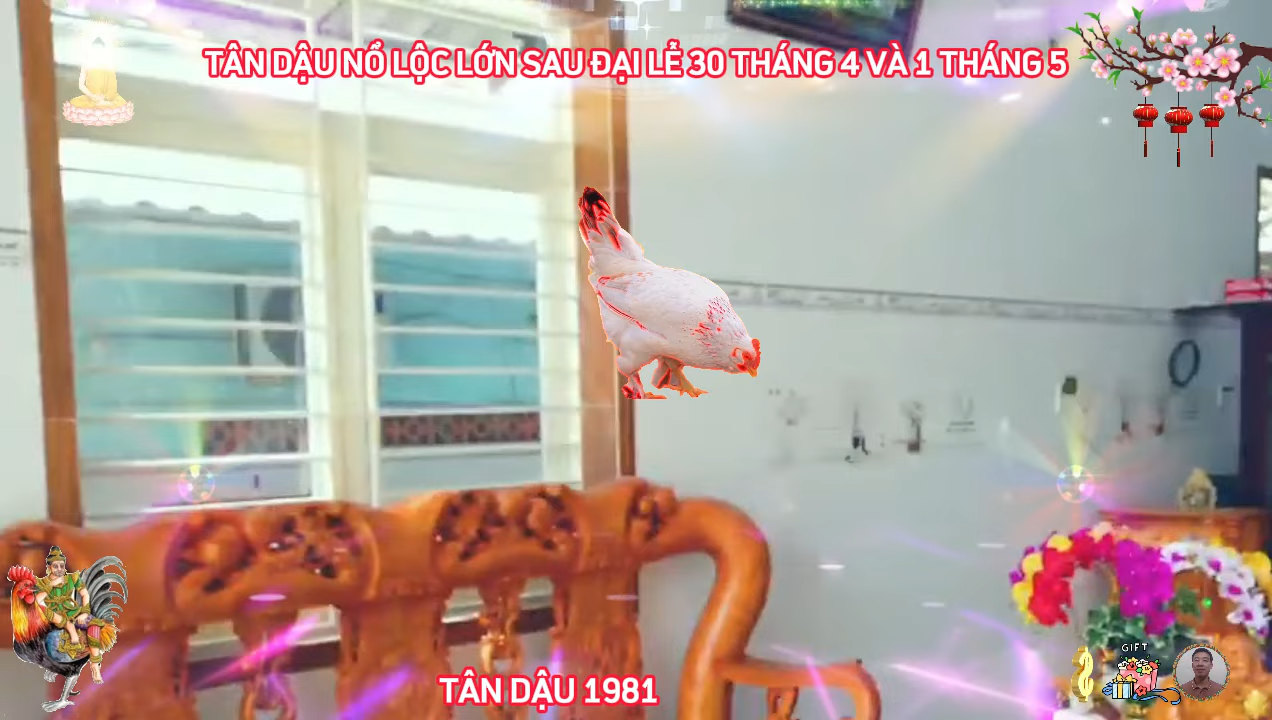 TÂN DẬU NỔ LỘC LỚN SAU ĐẠI LỄ 30 THÁNG 4 VÀ 1 THÁNG 5
GIFT
TÂN DẬU 1981